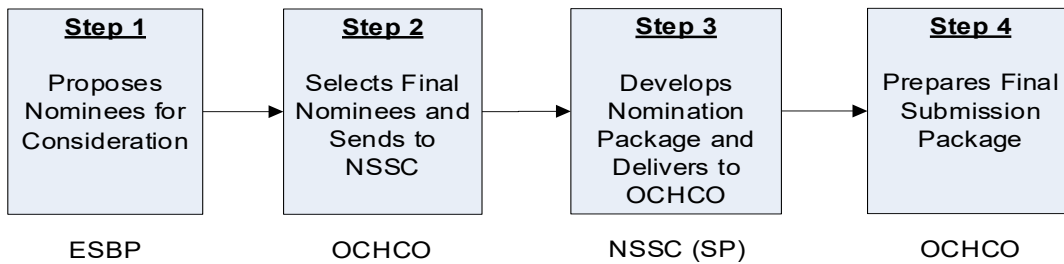 Step 1
Proposes
Nominees for
Consideration
ESBP
Step 2
Selects Final
Nominees and
Sends to
NSSC
OCHCO
Step 3
Develops
Nomination
Package and
Delivers to
OCHCO
NSSC (SP)
Step 4
Prepares Final
Submission
Package
OCHCO